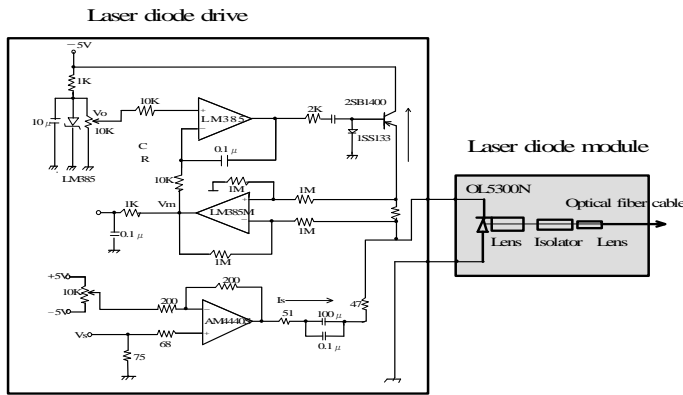 Laser diode drive
−5V
1K
Vo
10K
10K
10μ
LM385
LM385
C
R
0.1μ
2K
2SB1400
1SS133
10K
1M
1M
1K
Vm
LM385M
1M
0.1μ
1M
+5V
10K
−5V
200
200
Is
51
100μ
0.1μ
47
AM4440
Vs
68
75
Laser diode module
OL5300N
Optical fiber cable
Lens
Isolator
Lens